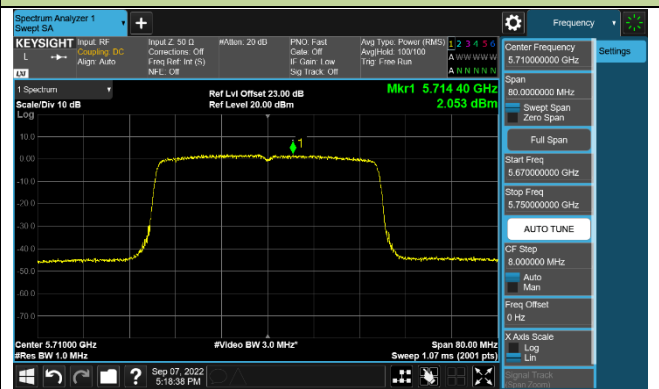 Spectrum Analyzer 1
Swept SA
Frequency
KEYSIGHT
L
LXI
Input: RF
Coupling: DC
Align: Auto
Input Z: 50 Ω
Corrections: Off
Freq Ref: Int (S)
NFE: Off
#Atten: 20 dB
PNO: Fast
Gate: Off
IF Gain: Low
Sig Track: Off
Avg Type: Power (RMS)
Avg|Hold: 100/100
Trig: Free Run
1 2 3 4 5 6
A W W W W W
A N N N N N
1 Spectrum
Scale/Div 10 dB
Log
Ref Lvl Offset 23.00 dB
Ref Level 20.00 dBm
Mkr1 5.714 40 GHz
2.053 dBm
1
10.0
0.00
-10.0
-20.0
-30.0
-40.0
-50.0
-60.0
-70.0
Center 5.71000 GHz
#Res BW 1.0 MHz
#Video BW 3.0 MHz*
Span 80.00 MHz
Sweep 1.07 ms (2001 pts)
Sep 07, 2022
5:18:38 PM
Center Frequency
5.710000000 GHz
Span
80.0000000 MHz
Swept Span
Zero Span
Full Span
Start Freq
5.670000000 GHz
Stop Freq
5.750000000 GHz
AUTO TUNE
CF Step
8.000000 MHz
Auto
Man
Freq Offset
0 Hz
X Axis Scale
Log
Lin
Signal Track
(Span Zoom)
Settings